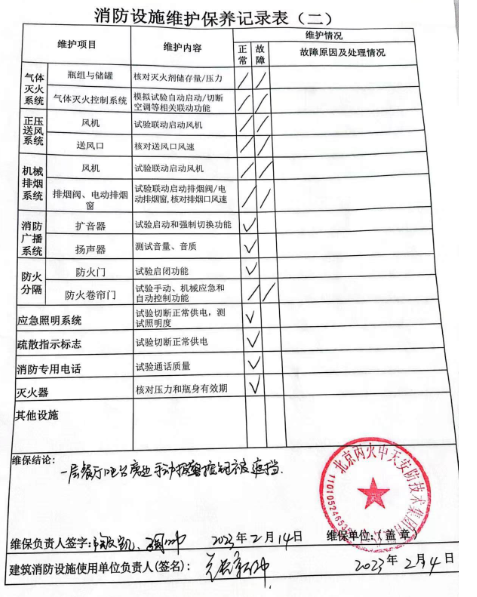 消防设施维护保养记录表（二）
维护项目 维护内容 维护情况
正常 故障 故障原因及处理情况
气体灭火系统 瓶组与储罐 核对灭火剂储存量/压力 / /
气体灭火控制系统 模拟试验自动启动/切断空调等相关联动功能 / /
正压送风系统 风机 试验联动启动风机 / /
送风口 核对送风口风速 / /
机械排烟系统 风机 试验联动启动风机 / /
排烟阀、电动排烟窗 试验联动启动排烟阀/电动排烟窗,核对排烟口风速 / /
消防广播系统 扩音器 试验启动和强制切换功能 ✓
扬声器 测试音量、音质 ✓
防火分隔 防火门 试验启闭功能 ✓
防火卷帘门 试验手动、机械应急和自动控制功能 / /
应急照明系统 试验切断正常供电，测试照明度 ✓
疏散指示标志 试验切断正常供电 ✓
消防专用电话 试验通话质量 ✓
灭火器 核对压力和瓶身有效期 ✓
其他设施
维保结论：
一层餐厅吧台旁边手动报警按钮被遮挡.
维保负责人签字： 2023年2月14日 维保单位：（盖章）
建筑消防设施使用单位负责人(签名)： 2023年2月14日